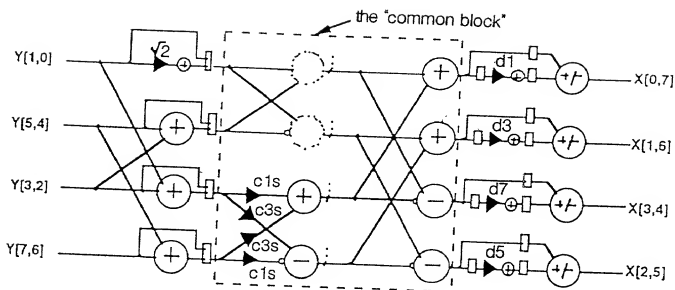 the "common block"
Y[1,0] √2 + + d1 + +/- X[0,7]
Y[5,4] + + d3 + +/- X[1,6]
Y[3,2] + c1s + − d7 + +/- X[3,4]
c3s
c3s
Y[7,6] + c1s − − d5 + +/- X[2,5]